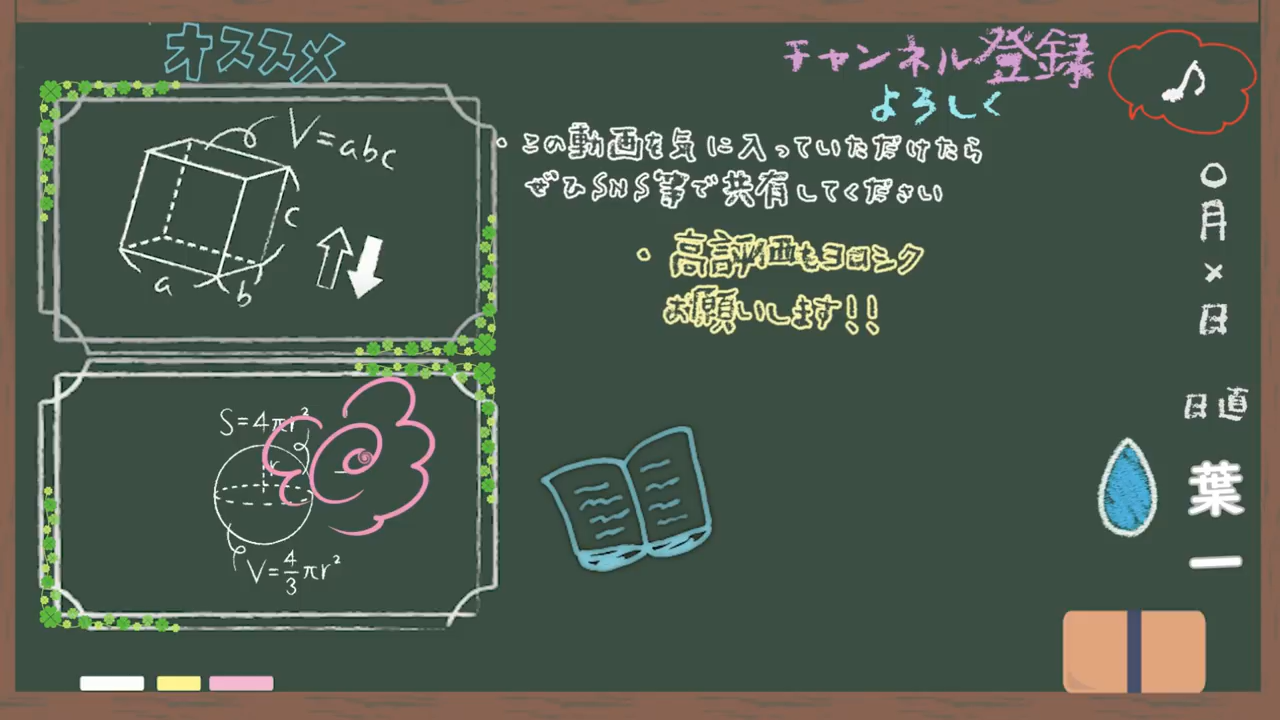 オススメ
チャンネル登録
よろしく
・この動画を気に入っていただけたら
ぜひSNS等で共有してください
・高評価もヨロシク
お願いします!!
V=abc
c
a
b
S=4πr²
r
V=4/3πr²
〇月×日
日直
葉一